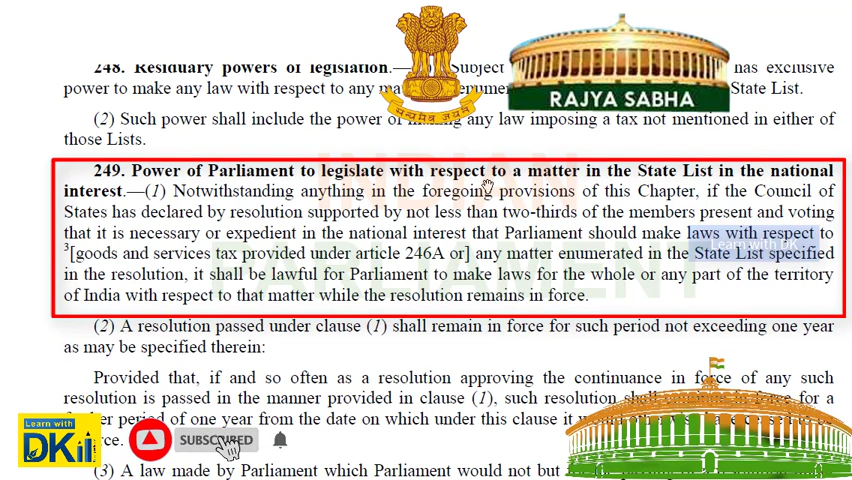 248. Residuary powers of legislation.— Subject has exclusive
power to make any law with respect to any State List.
(2) Such power shall include the power of making any law imposing a tax not mentioned in either of
those Lists.
RAJYA SABHA
सत्यमेव जयते
249. Power of Parliament to legislate with respect to a matter in the State List in the national
interest.—(1) Notwithstanding anything in the foregoing provisions of this Chapter, if the Council of
States has declared by resolution supported by not less than two-thirds of the members present and voting
that it is necessary or expedient in the national interest that Parliament should make laws with respect to
3[goods and services tax provided under article 246A or] any matter enumerated in the State List specified
in the resolution, it shall be lawful for Parliament to make laws for the whole or any part of the territory
of India with respect to that matter while the resolution remains in force.
INDIAN
PARLIAMENT
Learn with DK
(2) A resolution passed under clause (1) shall remain in force for such period not exceeding one year
as may be specified therein:
Provided that, if and so often as a resolution approving the continuance in force of any such
resolution is passed in the manner provided in clause (1), such resolution shall for a
period of one year from the date on which under this clause it
Learn with
DK
SUBSCRIBED
(3) A law made by Parliament which Parliament would not but